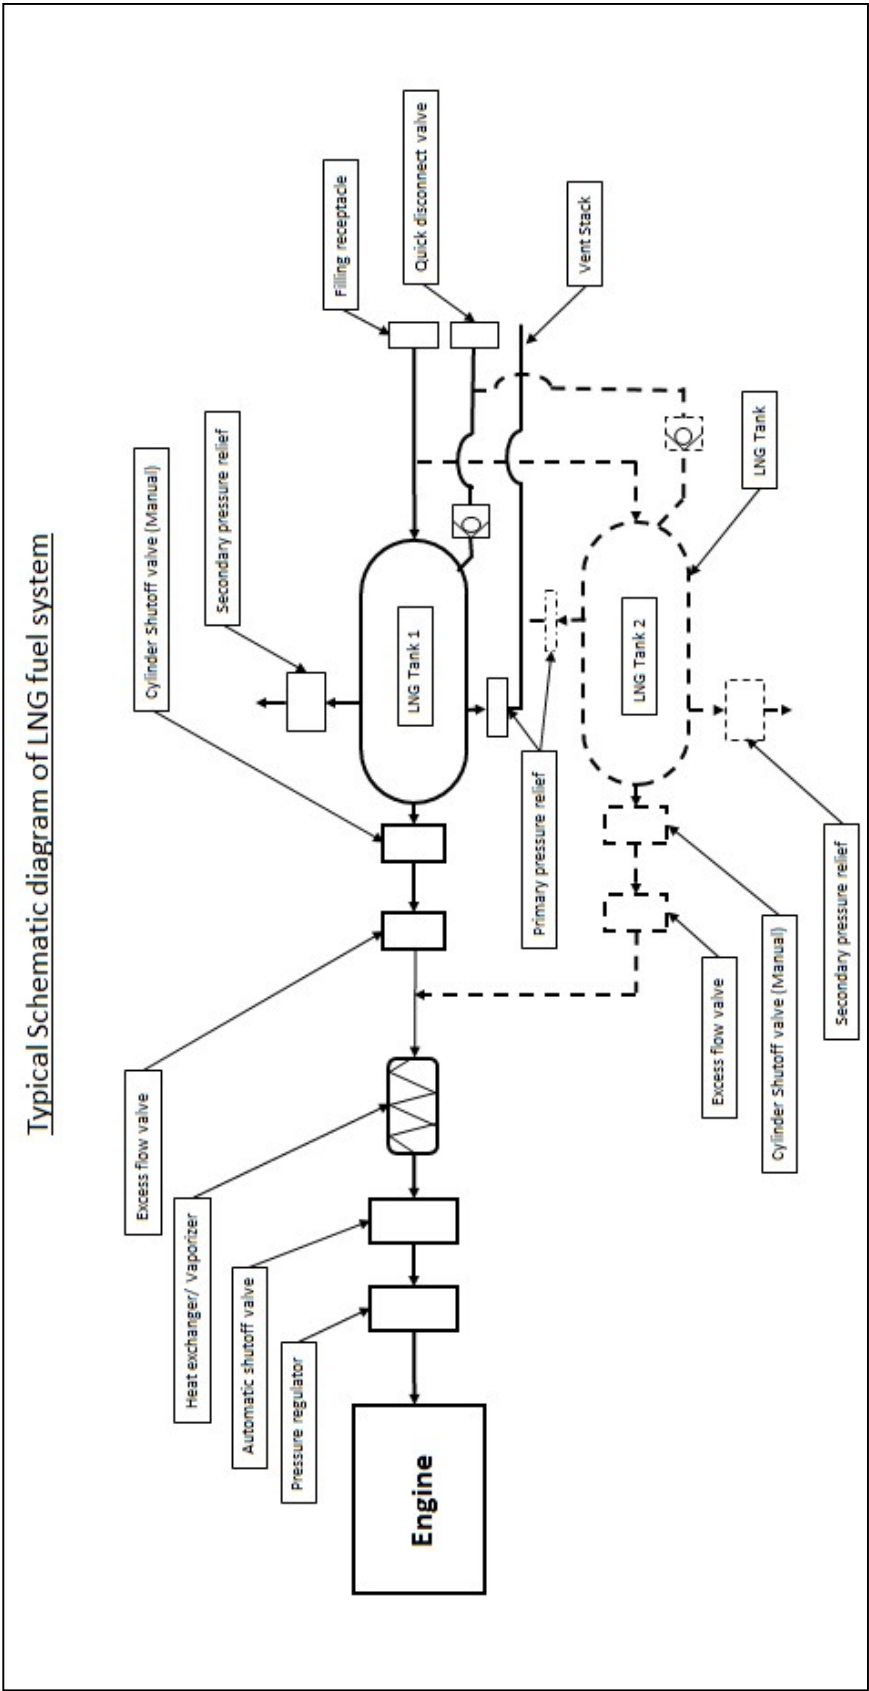 Typical Schematic diagram of LNG fuel system
Excess flow valve
Cylinder Shutoff valve (Manual)
Heat exchanger/ Vaporizer
Secondary pressure relief
Automatic shutoff valve
Pressure regulator
Filling receptacle
Quick disconnect valve
Engine
LNG Tank 1
Primary pressure relief
Vent Stack
LNG Tank 2
Excess flow valve
LNG Tank
Cylinder Shutoff valve (Manual)
Secondary pressure relief